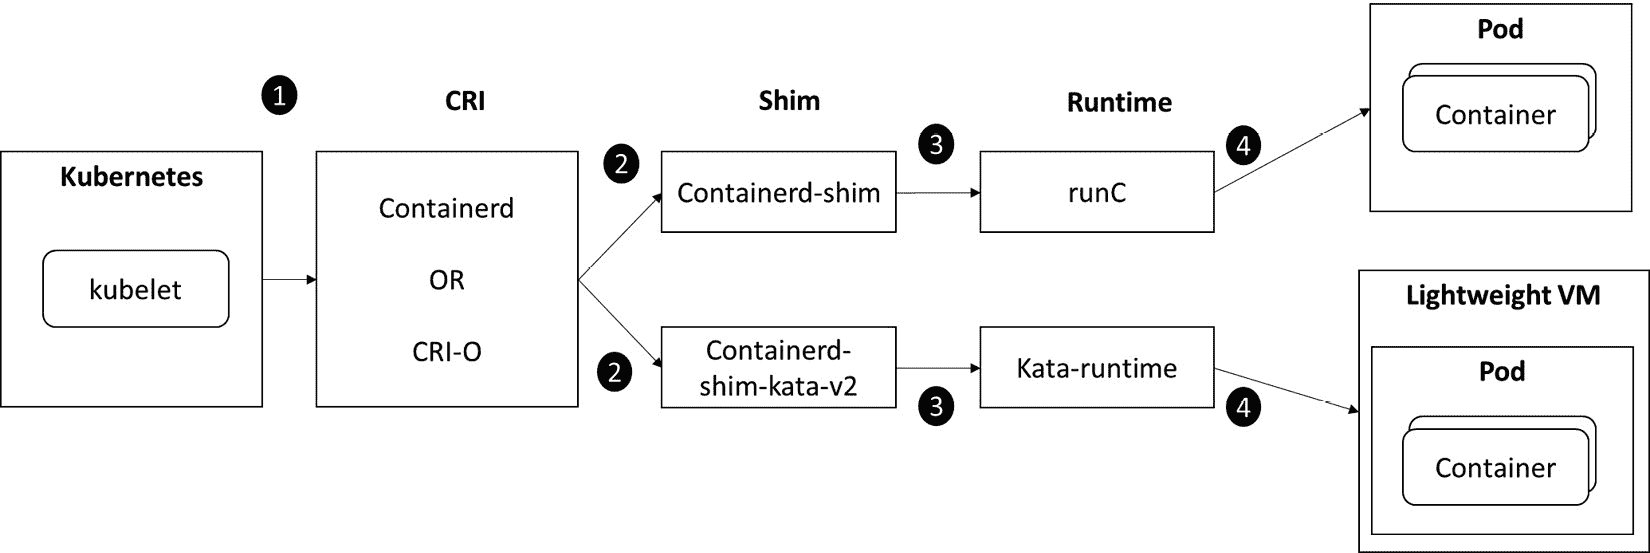 1
CRI
Shim
Runtime
Kubernetes
kubelet
Containerd
OR
CRI-O
2
Containerd-shim
3
runC
4
Pod
Container
2
Containerd-
shim-kata-v2
3
Kata-runtime
4
Lightweight VM
Pod
Container